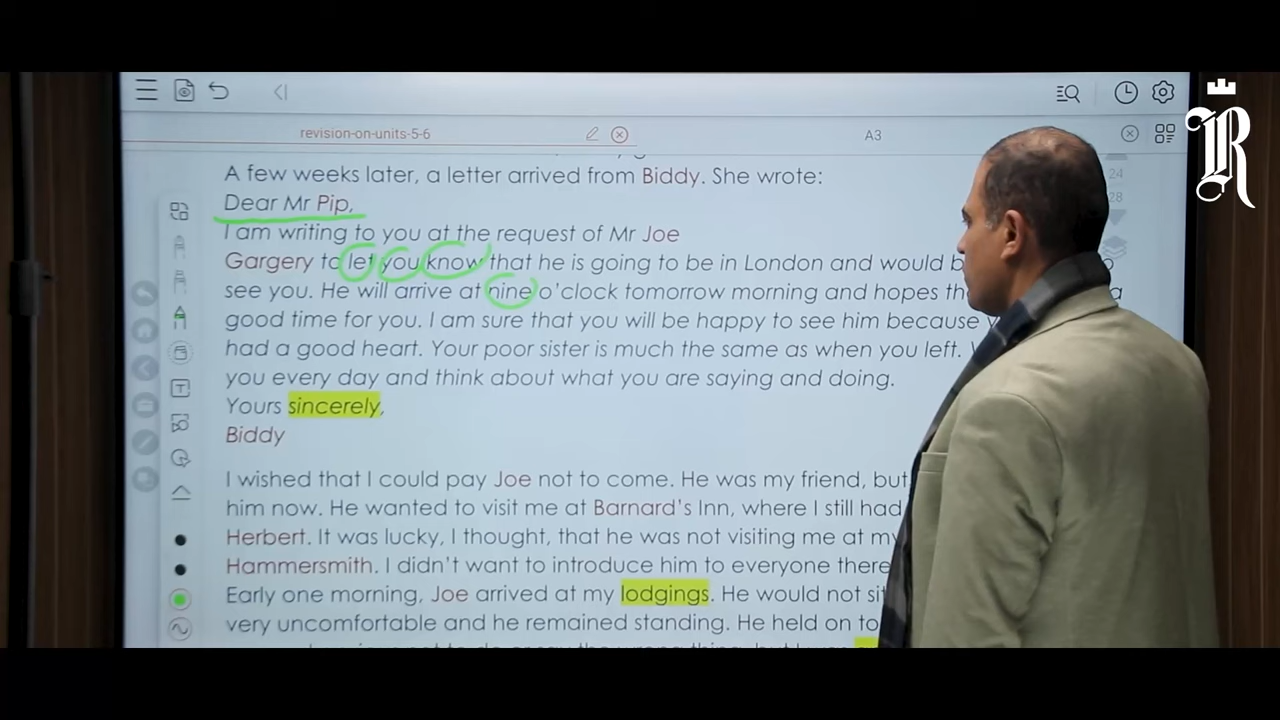 revision-on-units-5-6
A3
24
28
A few weeks later, a letter arrived from Biddy. She wrote:
Dear Mr Pip,
I am writing to you at the request of Mr Joe
Gargery to let you know that he is going to be in London and would
see you. He will arrive at nine o'clock tomorrow morning and hopes
good time for you. I am sure that you will be happy to see him because
had a good heart. Your poor sister is much the same as when you left.
you every day and think about what you are saying and doing.
Yours sincerely,
Biddy
I wished that I could pay Joe not to come. He was my friend, but
him now. He wanted to visit me at Barnard's Inn, where I still had
Herbert. It was lucky, I thought, that he was not visiting me at my
Hammersmith. I didn't want to introduce him to everyone there
Early one morning, Joe arrived at my lodgings. He would not sit
very uncomfortable and he remained standing. He held on to
R